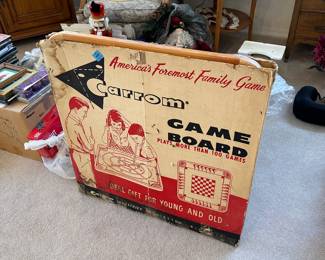 America's Foremost Family Game
Carrom
GAME
BOARD
PLAYS MORE THAN 100 GAMES
IDEAL GIFT FOR YOUNG AND OLD